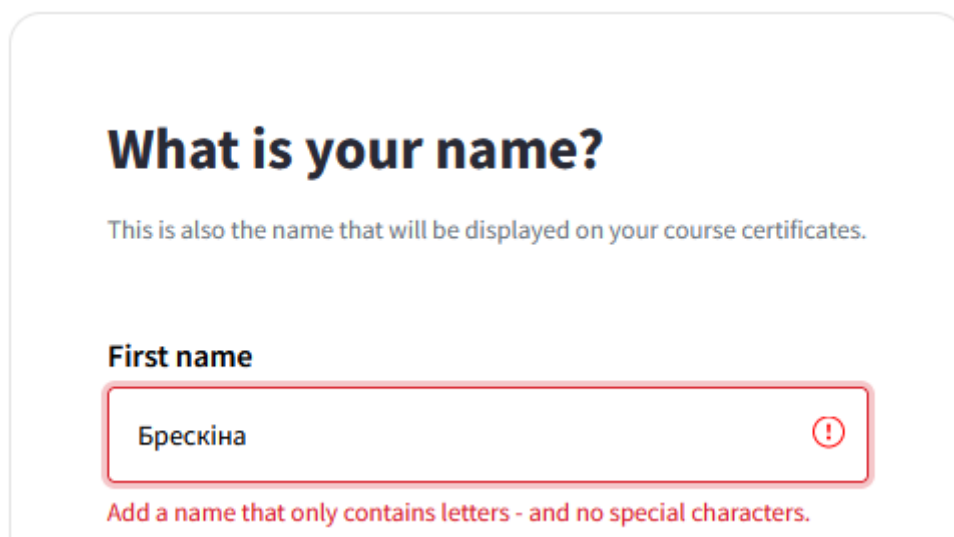 What is your name?
This is also the name that will be displayed on your course certificates.
First name
Брескіна
Add a name that only contains letters - and no special characters.